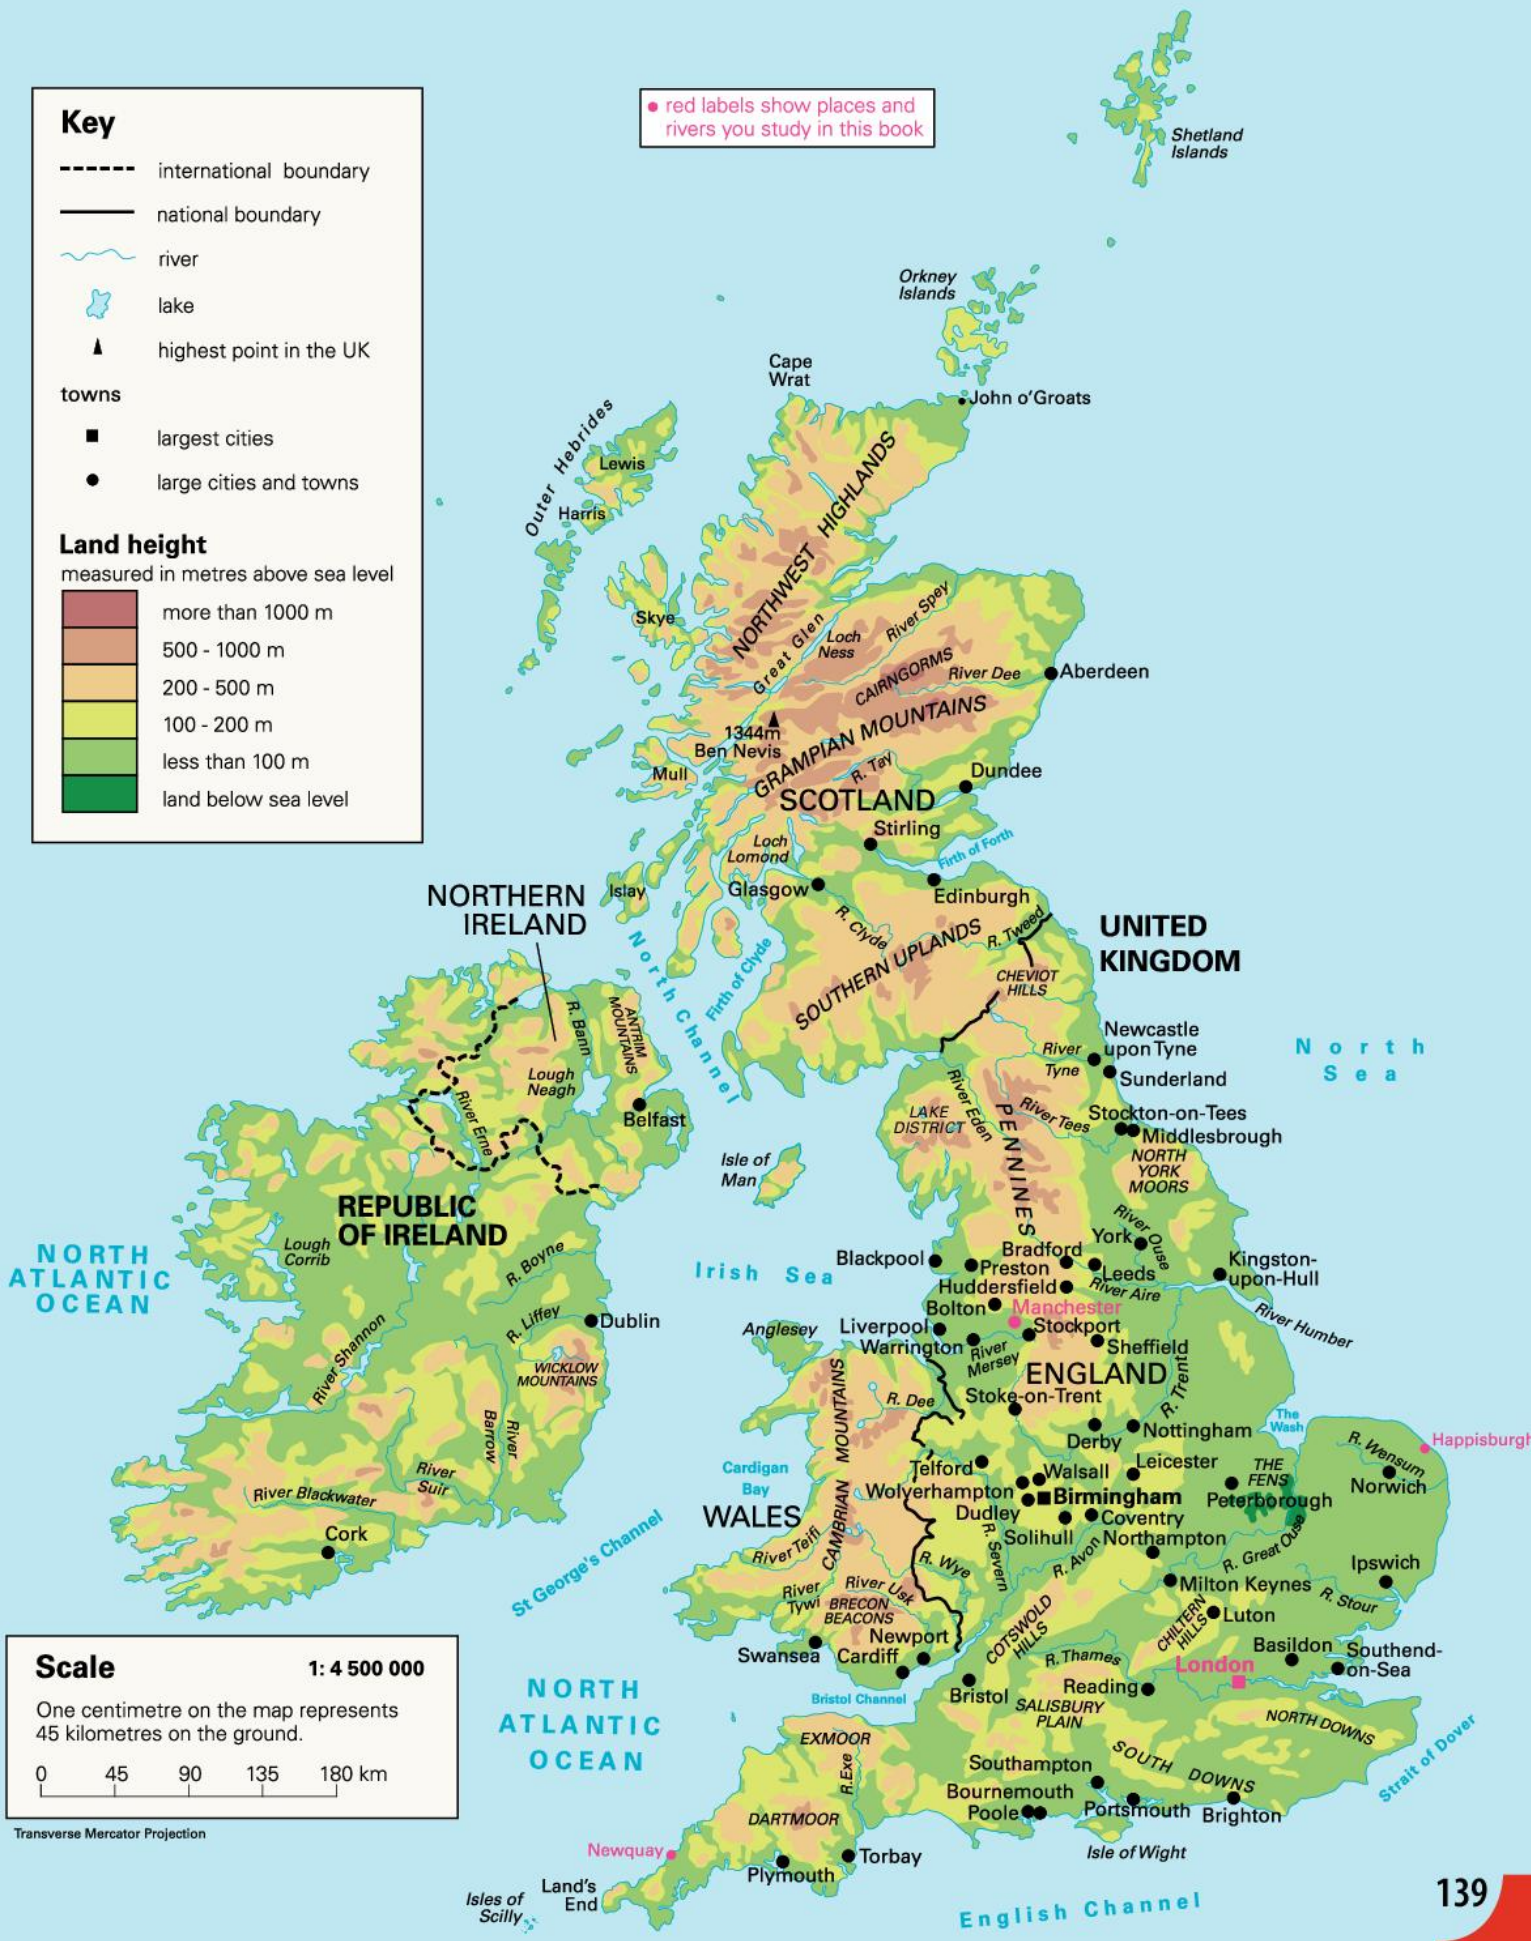 Key
international boundary
national boundary
river
lake
highest point in the UK
towns
largest cities
large cities and towns
Land height
measured in metres above sea level
more than 1000 m
500 - 1000 m
200 - 500 m
100 - 200 m
less than 100 m
land below sea level
red labels show places and
rivers you study in this book
Shetland
Islands
Orkney
Islands
Cape
Wrat
John o'Groats
Outer Hebrides
Lewis
Harris
NORTHWEST HIGHLANDS
Skye
Great Glen
Loch
Ness
River Spey
CAIRNGORMS
River Dee
Aberdeen
1344m
Ben Nevis
GRAMPIAN MOUNTAINS
Mull
R. Tay
Dundee
SCOTLAND
Stirling
Loch
Lomond
Firth of Forth
Glasgow
Edinburgh
Islay
NORTHERN
IRELAND
R. Clyde
R. Tweed
SOUTHERN UPLANDS
UNITED
KINGDOM
CHEVIOT
HILLS
North Channel
Firth of Clyde
R. Bann
ANTRIM
MOUNTAINS
Newcastle
upon Tyne
River
Tyne
Sunderland
North
Sea
Lough
Neagh
River Erne
Belfast
LAKE
DISTRICT
River Eden
PENNINES
River Tees
Stockton-on-Tees
Middlesbrough
NORTH
YORK
MOORS
Isle of
Man
REPUBLIC
OF IRELAND
Lough
Corrib
R. Boyne
NORTH
ATLANTIC
OCEAN
Irish Sea
Blackpool
Preston
Bradford
York
River Ouse
Leeds
Kingston-
upon-Hull
Huddersfield
River Aire
Bolton
Manchester
River Humber
R. Liffey
Dublin
Anglesey
Liverpool
Stockport
Warrington
River
Mersey
Sheffield
River Shannon
WICKLOW
MOUNTAINS
ENGLAND
R. Trent
R. Dee
Stoke-on-Trent
CAMBRIAN MOUNTAINS
River
Barrow
Derby
Nottingham
The
Wash
R. Wensum
Happisburgh
Norwich
Cardigan
Bay
WALES
Telford
Walsall
Leicester
THE
FENS
Wolverhampton
Birmingham
Peterborough
Dudley
Coventry
Solihull
Northampton
River
Suir
River Blackwater
Cork
St George's Channel
River Teifi
R. Wye
R. Severn
R. Avon
R. Great Ouse
Ipswich
River
Tywi
River Usk
BRECON
BEACONS
Milton Keynes
R. Stour
COTSWOLD
HILLS
CHILTERN
HILLS
Luton
Swansea
Cardiff
Newport
R. Thames
London
Basildon
Southend-
on-Sea
Bristol Channel
Bristol
Reading
SALISBURY
PLAIN
NORTH DOWNS
Strait of Dover
EXMOOR
R.Exe
SOUTH DOWNS
Southampton
Bournemouth
Poole
Portsmouth
Brighton
DARTMOOR
Isle of Wight
Newquay
Torbay
Plymouth
Land's
End
Isles of
Scilly
English Channel
NORTH
ATLANTIC
OCEAN
Scale
1: 4 500 000
One centimetre on the map represents
45 kilometres on the ground.
0 45 90 135 180 km
Transverse Mercator Projection
139